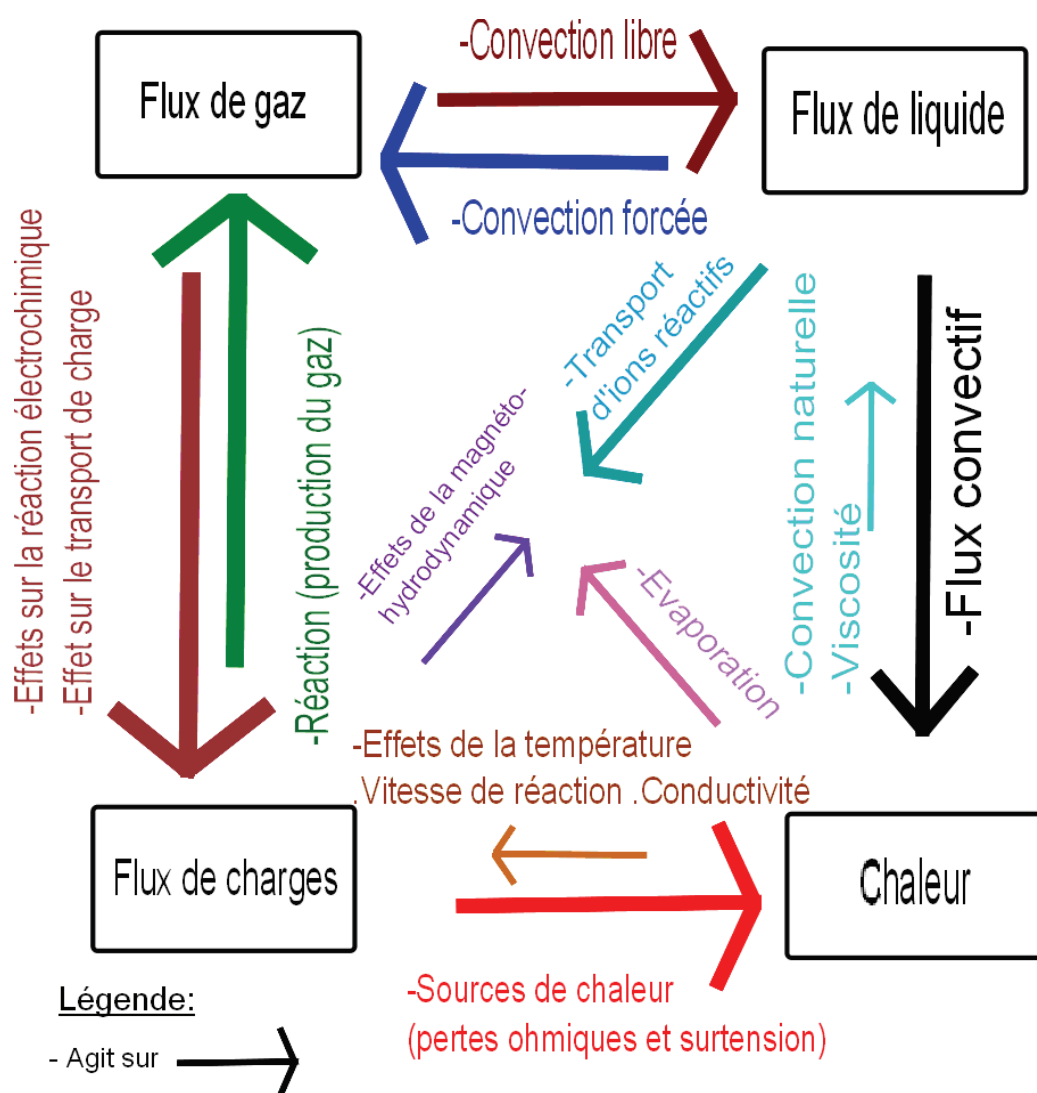 -Convection libre
Flux de gaz
Flux de liquide
-Convection forcée
-Effets sur la réaction électrochimique
-Effet sur le transport de charge
-Réaction (production du gaz)
-Transport
d'ions réactifs
-Effets de la magnéto-
hydrodynamique
-Evaporation
-Convection naturelle
-Viscosité
-Flux convectif
-Effets de la température
.Vitesse de réaction .Conductivité
Flux de charges
Chaleur
-Sources de chaleur
(pertes ohmiques et surtension)
Légende:
- Agit sur